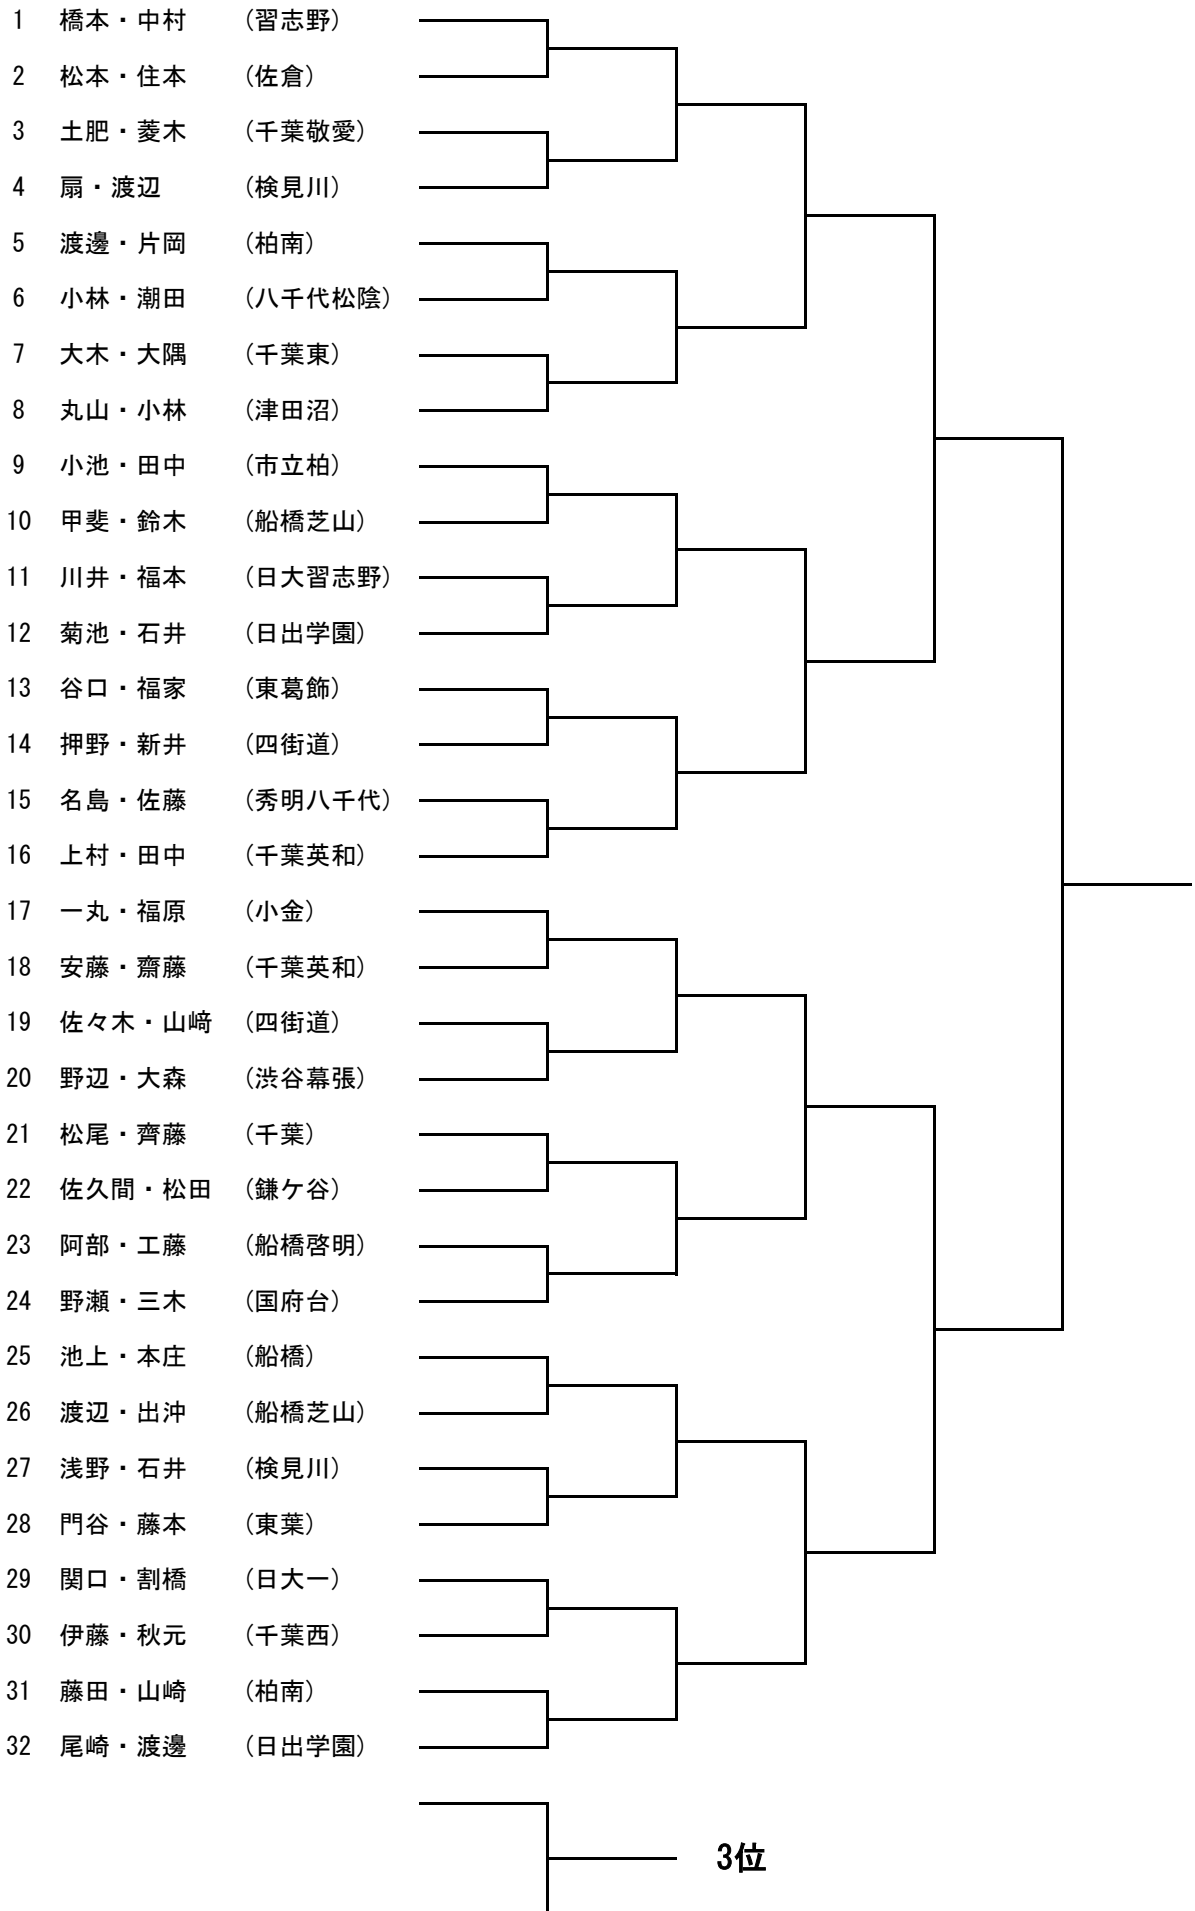 1 橋本・中村 (習志野)
2 松本・住本 (佐倉)
3 土肥・菱木 (千葉敬愛)
4 扇・渡辺 (検見川)
5 渡邊・片岡 (柏南)
6 小林・潮田 (八千代松陰)
7 大木・大隅 (千葉東)
8 丸山・小林 (津田沼)
9 小池・田中 (市立柏)
10 甲斐・鈴木 (船橋芝山)
11 川井・福本 (日大習志野)
12 菊池・石井 (日出学園)
13 谷口・福家 (東葛飾)
14 押野・新井 (四街道)
15 名島・佐藤 (秀明八千代)
16 上村・田中 (千葉英和)
17 一丸・福原 (小金)
18 安藤・齋藤 (千葉英和)
19 佐々木・山﨑 (四街道)
20 野辺・大森 (渋谷幕張)
21 松尾・齊藤 (千葉)
22 佐久間・松田 (鎌ケ谷)
23 阿部・工藤 (船橋啓明)
24 野瀬・三木 (国府台)
25 池上・本庄 (船橋)
26 渡辺・出沖 (船橋芝山)
27 浅野・石井 (検見川)
28 門谷・藤本 (東葉)
29 関口・割橋 (日大一)
30 伊藤・秋元 (千葉西)
31 藤田・山崎 (柏南)
32 尾崎・渡邊 (日出学園)
3位